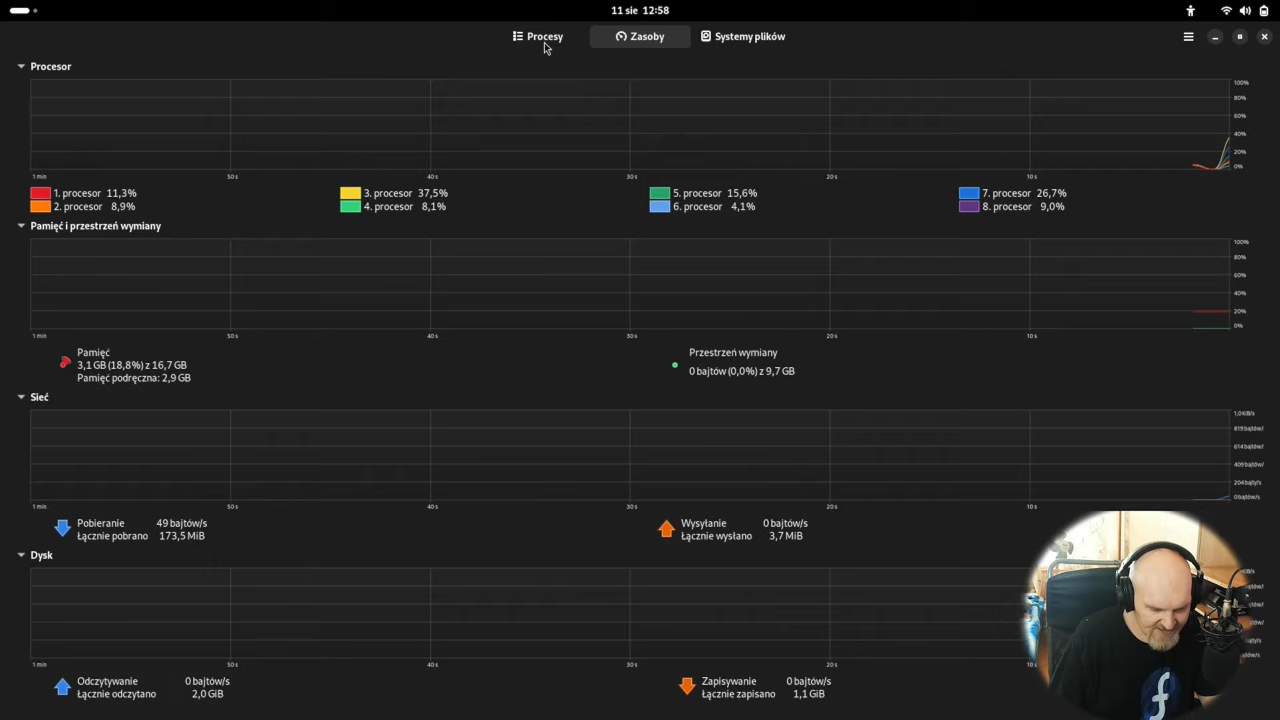 11 sie 12:58
Procesy
Zasoby
Systemy plików
Procesor
100%
80%
60%
40%
20%
0%
1 min 50 s 40 s 30 s 20 s 10 s
1. procesor 11,3% 3. procesor 37,5% 5. procesor 15,6% 7. procesor 26,7%
2. procesor 8,9% 4. procesor 8,1% 6. procesor 4,1% 8. procesor 9,0%
Pamięć i przestrzeń wymiany
100%
80%
60%
40%
20%
0%
1 min 50 s 40 s 30 s 20 s 10 s
Pamięć
3,1 GB (18,8%) z 16,7 GB
Pamięć podręczna: 2,9 GB
Przestrzeń wymiany
0 bajtów (0,0%) z 9,7 GB
Sieć
1,0 KiB/s
819 bajtów/
614 bajtów/
409 bajtów/
204 bajty/s
0 bajtów/s
1 min 50 s 40 s 30 s 20 s 10 s
Pobieranie 49 bajtów/s
Łącznie pobrano 173,5 MiB
Wysyłanie 0 bajtów/s
Łącznie wysłano 3,7 MiB
Dysk
1 min 50 s 40 s 30 s 20 s 10 s
Odczytywanie 0 bajtów/s
Łącznie odczytano 2,0 GiB
Zapisywanie 0 bajtów/s
Łącznie zapisano 1,1 GiB